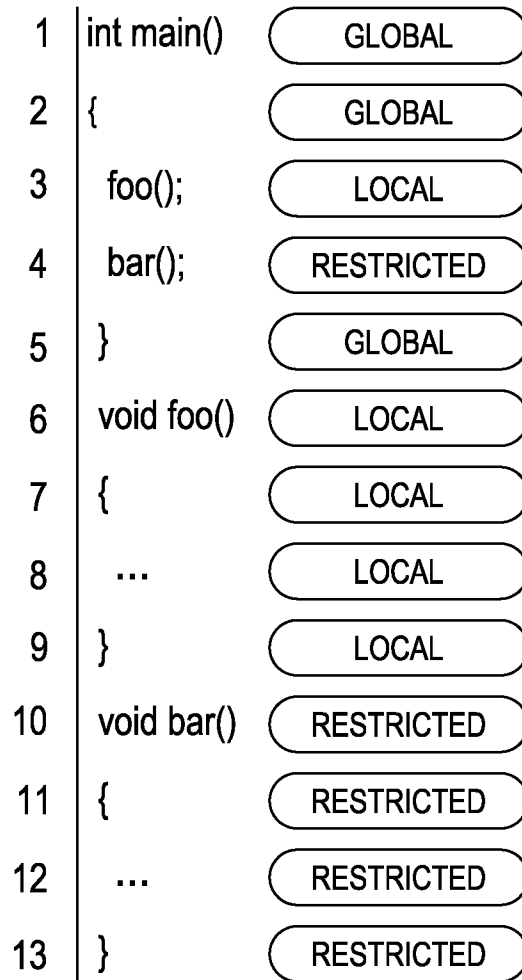 1 int main() GLOBAL
2 { GLOBAL
3 foo(); LOCAL
4 bar(); RESTRICTED
5 } GLOBAL
6 void foo() LOCAL
7 { LOCAL
8 ... LOCAL
9 } LOCAL
10 void bar() RESTRICTED
11 { RESTRICTED
12 ... RESTRICTED
13 } RESTRICTED